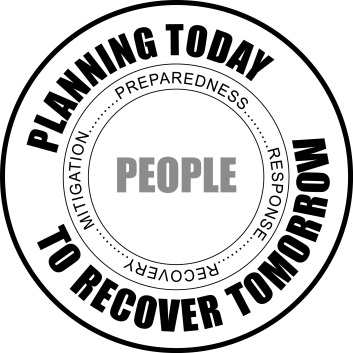 PLANNING TODAY
TO RECOVER TOMORROW
PREPAREDNESS........RESPONSE........RECOVERY........MITIGATION........
PEOPLE